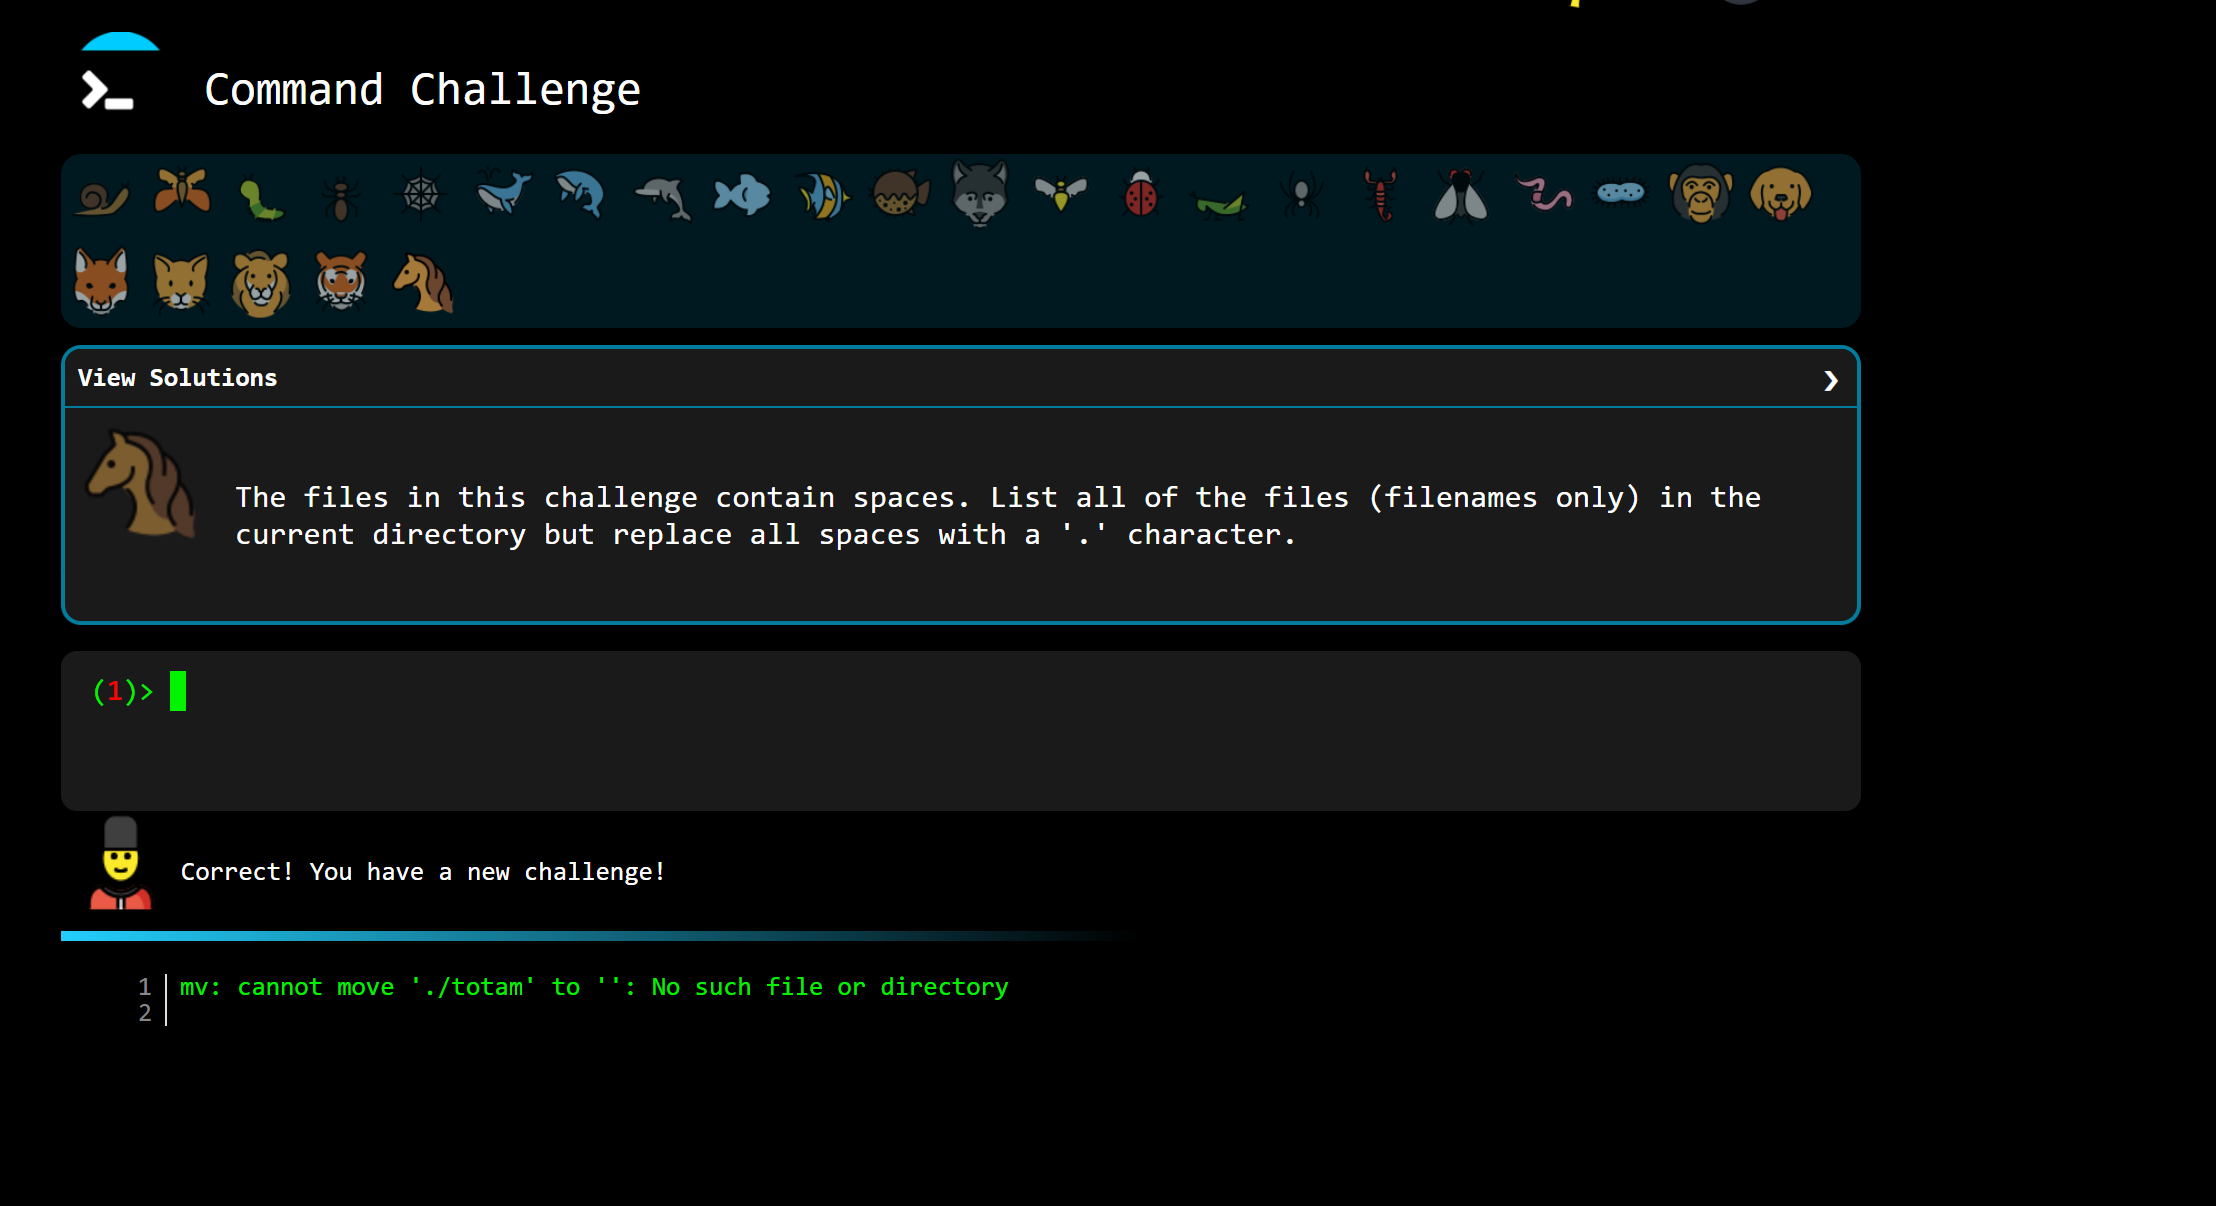 Command Challenge
View Solutions
The files in this challenge contain spaces. List all of the files (filenames only) in the
current directory but replace all spaces with a '.' character.
(1)>
Correct! You have a new challenge!
1 mv: cannot move './totam' to '': No such file or directory
2